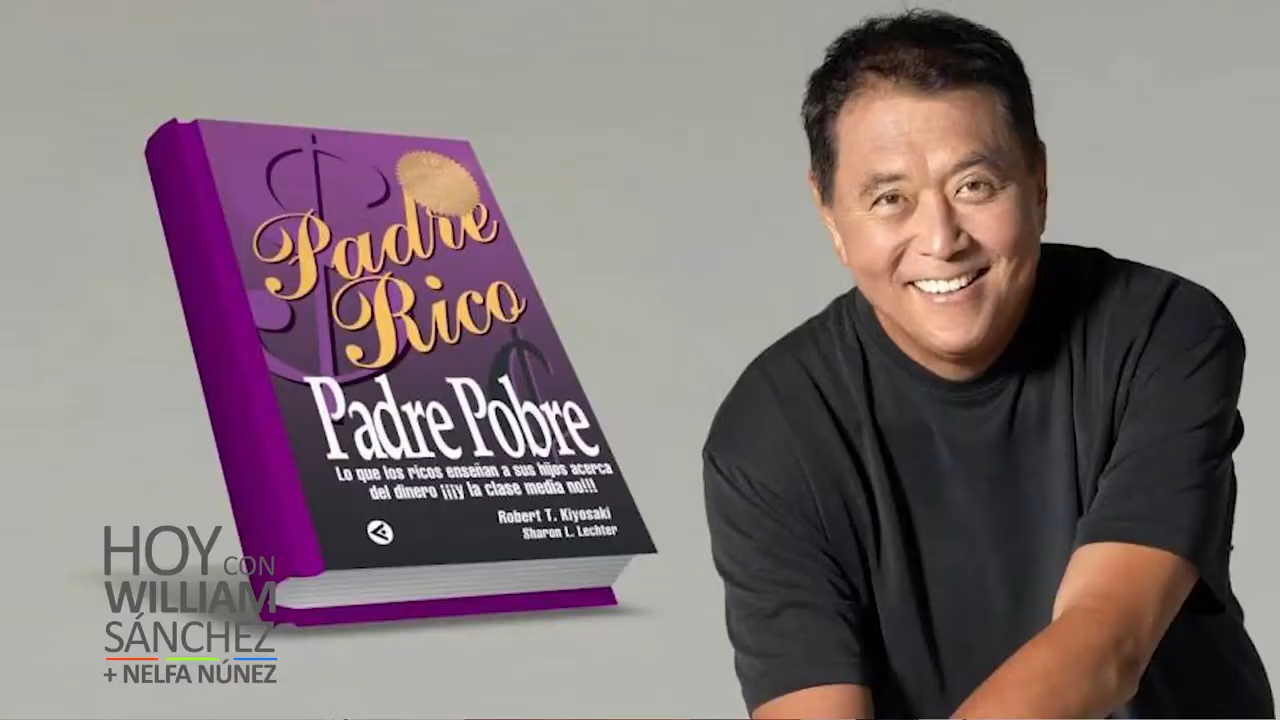 Padre
Rico
Padre Pobre
Lo que los ricos enseñan a sus hijos acerca
del dinero ¡¡¡y la clase media no!!!
Robert T. Kiyosaki
Sharon L. Lechter
HOY CON
WILLIAM
SÁNCHEZ
+ NELFA NÚNEZ